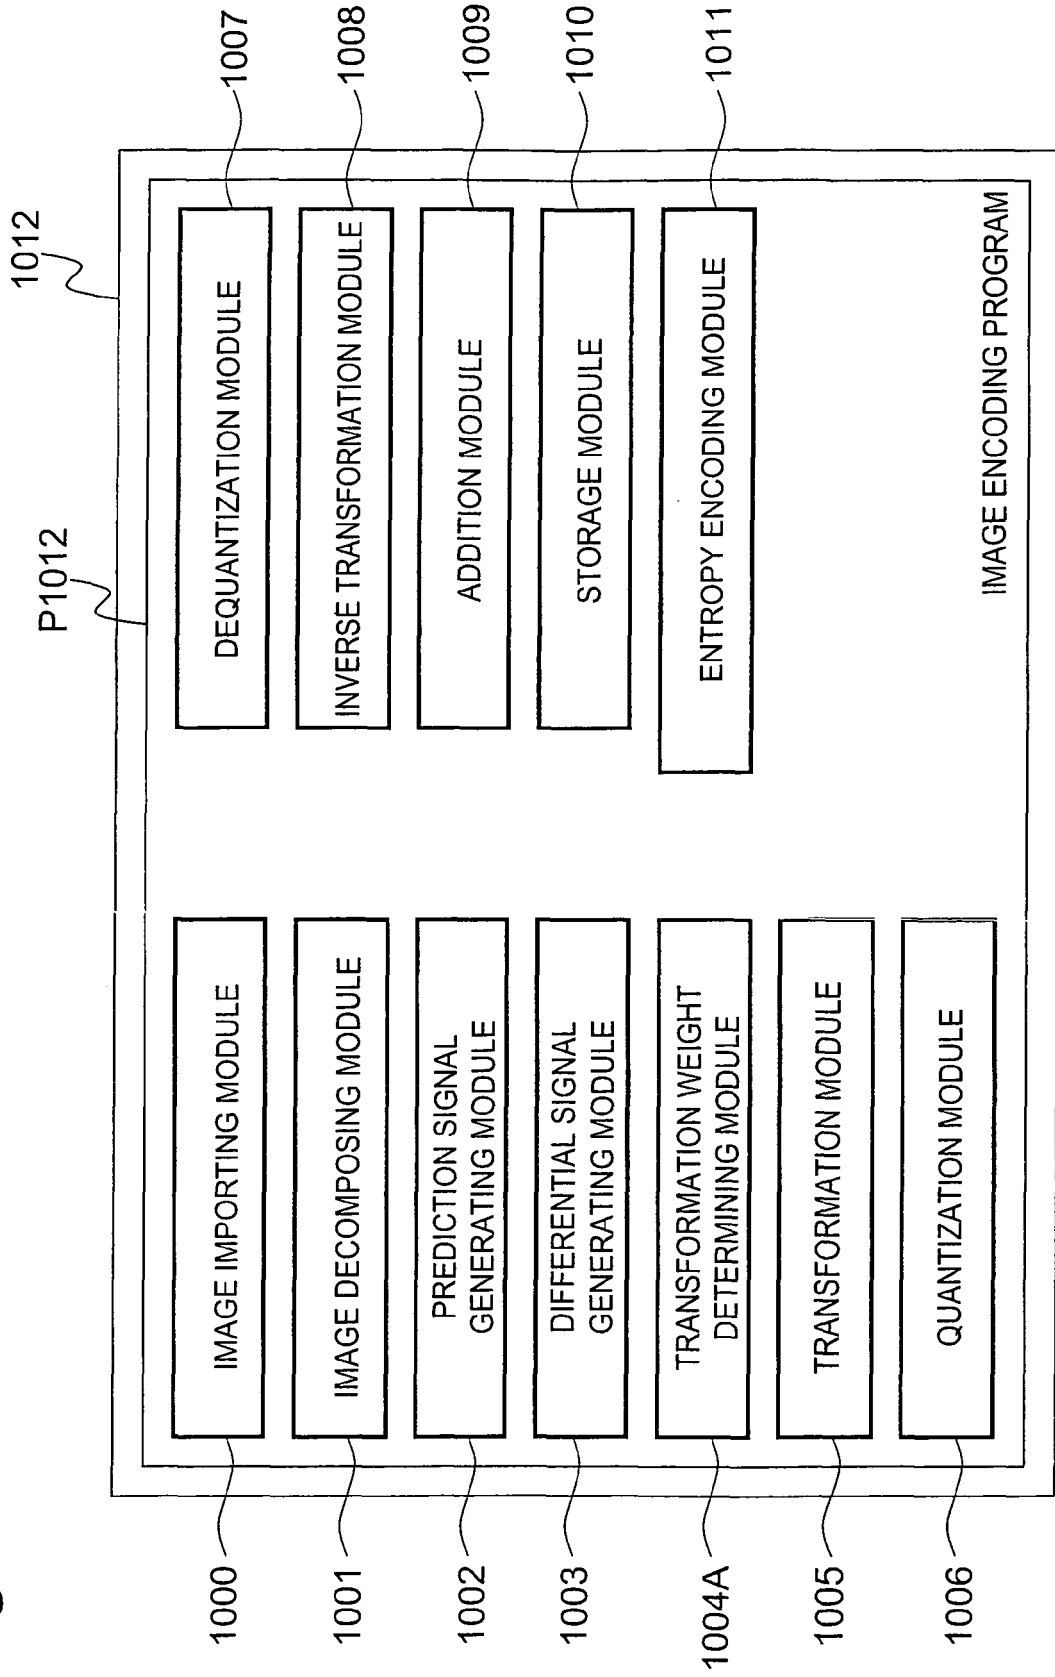 1012
P1012
1000
IMAGE IMPORTING MODULE
1001
IMAGE DECOMPOSING MODULE
1002
PREDICTION SIGNAL
GENERATING MODULE
1003
DIFFERENTIAL SIGNAL
GENERATING MODULE
1004A
TRANSFORMATION WEIGHT
DETERMINING MODULE
1005
TRANSFORMATION MODULE
1006
QUANTIZATION MODULE
DEQUANTIZATION MODULE
1007
INVERSE TRANSFORMATION MODULE
1008
ADDITION MODULE
1009
STORAGE MODULE
1010
ENTROPY ENCODING MODULE
1011
IMAGE ENCODING PROGRAM